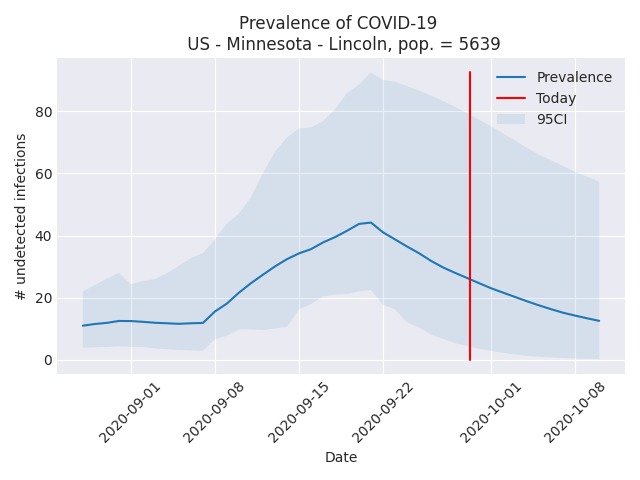 Prevalence of COVID-19
US - Minnesota - Lincoln, pop. = 5639
Prevalence
Today
95CI
# undetected infections
80
60
40
20
0
2020-09-01
2020-09-08
2020-09-15
2020-09-22
2020-10-01
2020-10-08
Date